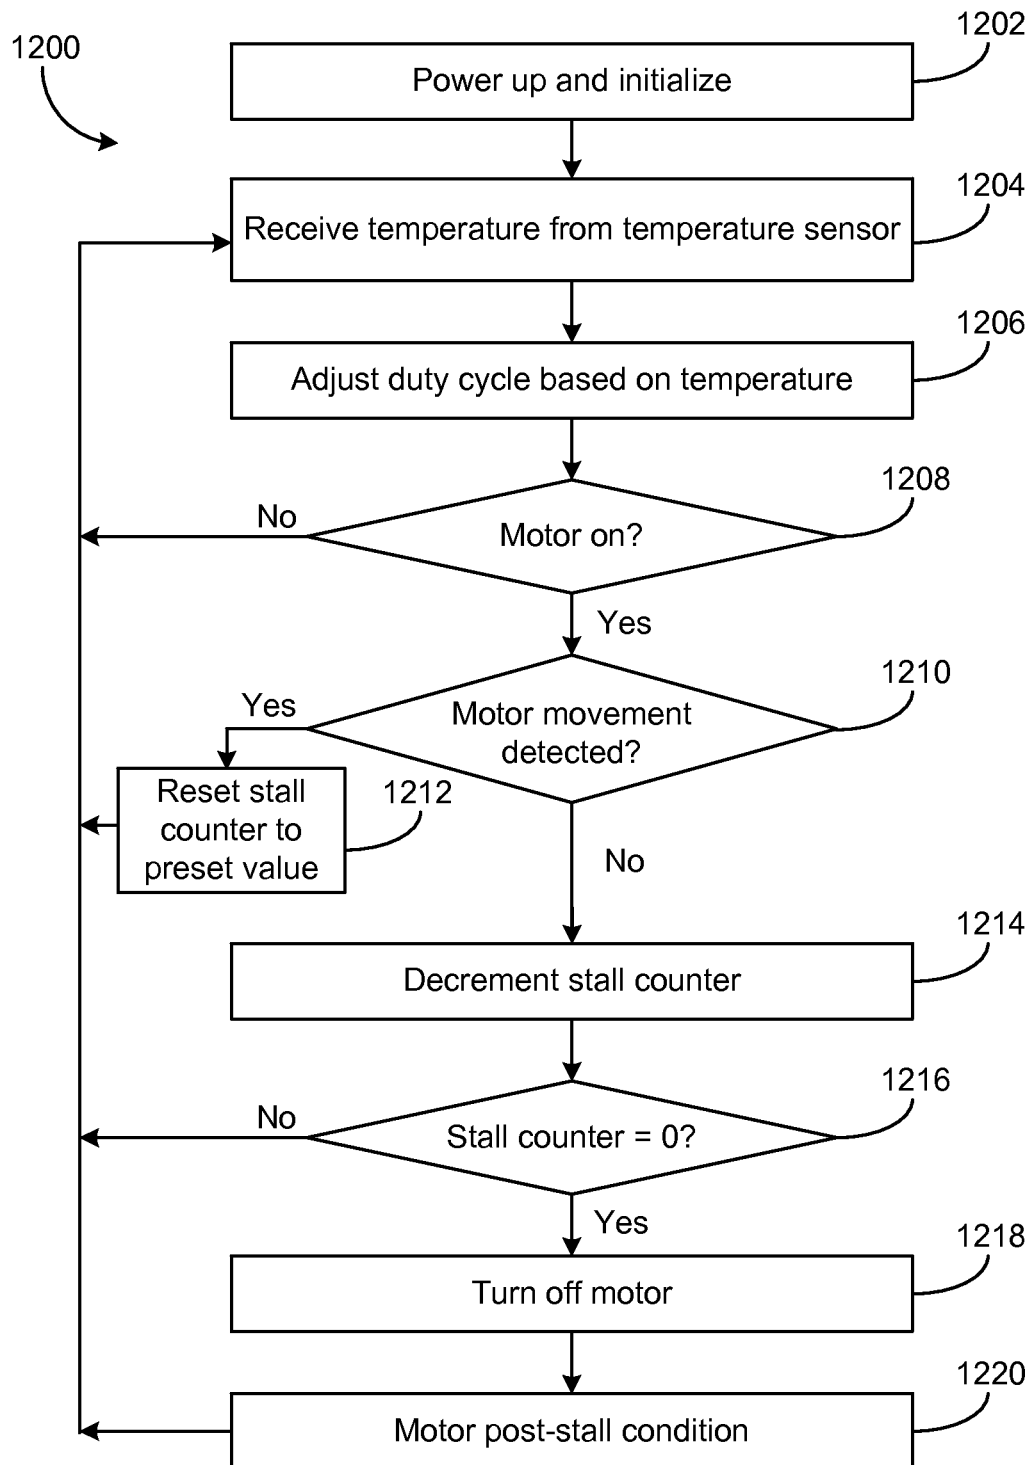 1200
1202
Power up and initialize
1204
Receive temperature from temperature sensor
1206
Adjust duty cycle based on temperature
1208
No
Motor on?
Yes
1210
Yes
Motor movement
detected?
Reset stall
counter to
preset value
1212
No
1214
Decrement stall counter
1216
No
Stall counter = 0?
Yes
1218
Turn off motor
1220
Motor post-stall condition